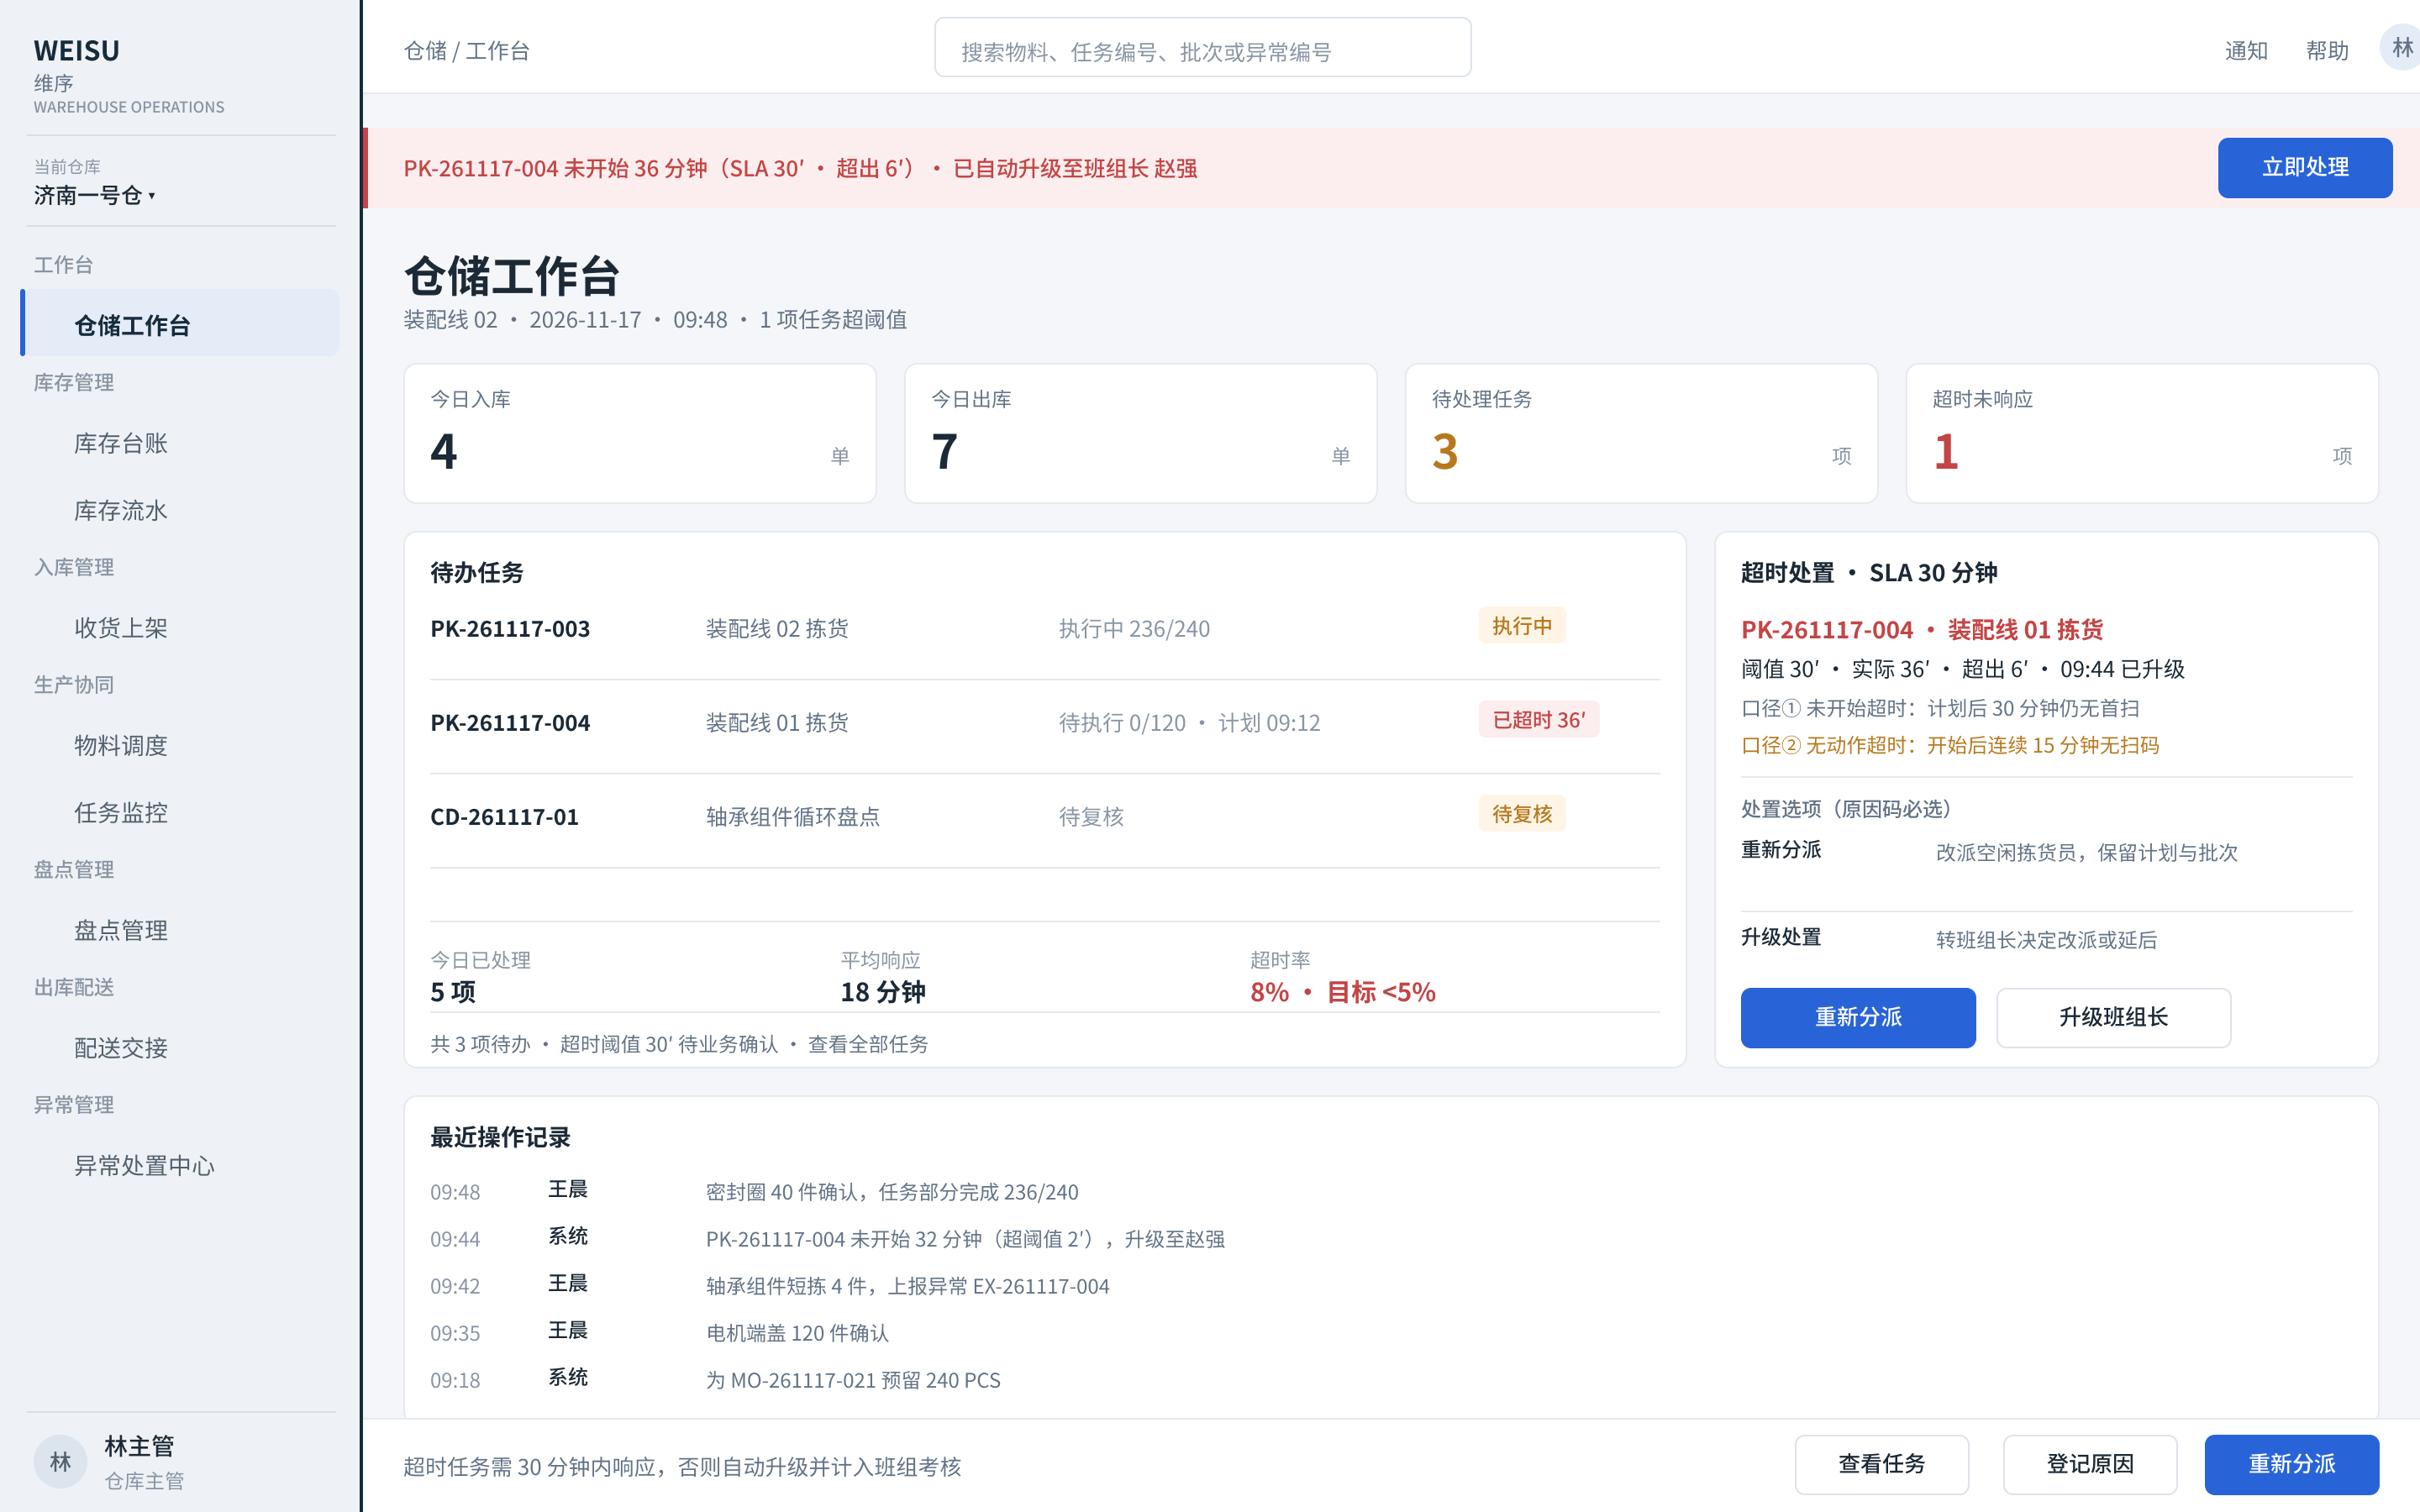 WEISU
维序
WAREHOUSE OPERATIONS
当前仓库
济南一号仓 ▾
工作台
仓储工作台
库存管理
库存台账
库存流水
入库管理
收货上架
生产协同
物料调度
任务监控
盘点管理
盘点管理
出库配送
配送交接
异常管理
异常处置中心
林
林主管
仓库主管
仓储 / 工作台
搜索物料、任务编号、批次或异常编号
通知
帮助
林
PK-261117-004 未开始 36 分钟（SLA 30′ · 超出 6′） · 已自动升级至班组长 赵强
立即处理
仓储工作台
装配线 02 · 2026-11-17 · 09:48 · 1 项任务超阈值
今日入库
4 单
今日出库
7 单
待处理任务
3 项
超时未响应
1 项
待办任务
PK-261117-003 装配线 02 拣货 执行中 236/240 执行中
PK-261117-004 装配线 01 拣货 待执行 0/120 · 计划 09:12 已超时 36′
CD-261117-01 轴承组件循环盘点 待复核 待复核
今日已处理 平均响应 超时率
5 项 18 分钟 8% · 目标 <5%
共 3 项待办 · 超时阈值 30′ 待业务确认 · 查看全部任务
超时处置 · SLA 30 分钟
PK-261117-004 · 装配线 01 拣货
阈值 30′ · 实际 36′ · 超出 6′ · 09:44 已升级
口径① 未开始超时：计划后 30 分钟仍无首扫
口径② 无动作超时：开始后连续 15 分钟无扫码
处置选项（原因码必选）
重新分派 改派空闲拣货员，保留计划与批次
升级处置 转班组长决定改派或延后
重新分派
升级班组长
最近操作记录
09:48 王晨 密封圈 40 件确认，任务部分完成 236/240
09:44 系统 PK-261117-004 未开始 32 分钟（超阈值 2′），升级至赵强
09:42 王晨 轴承组件短拣 4 件，上报异常 EX-261117-004
09:35 王晨 电机端盖 120 件确认
09:18 系统 为 MO-261117-021 预留 240 PCS
超时任务需 30 分钟内响应，否则自动升级并计入班组考核
查看任务
登记原因
重新分派